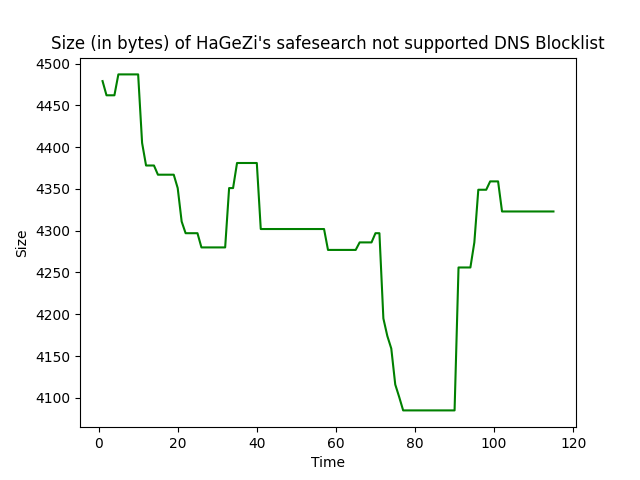 Size (in bytes) of HaGeZi's safesearch not supported DNS Blocklist
4500
4450
4400
4350
4300
4250
4200
4150
4100
Size
0 20 40 60 80 100 120
Time